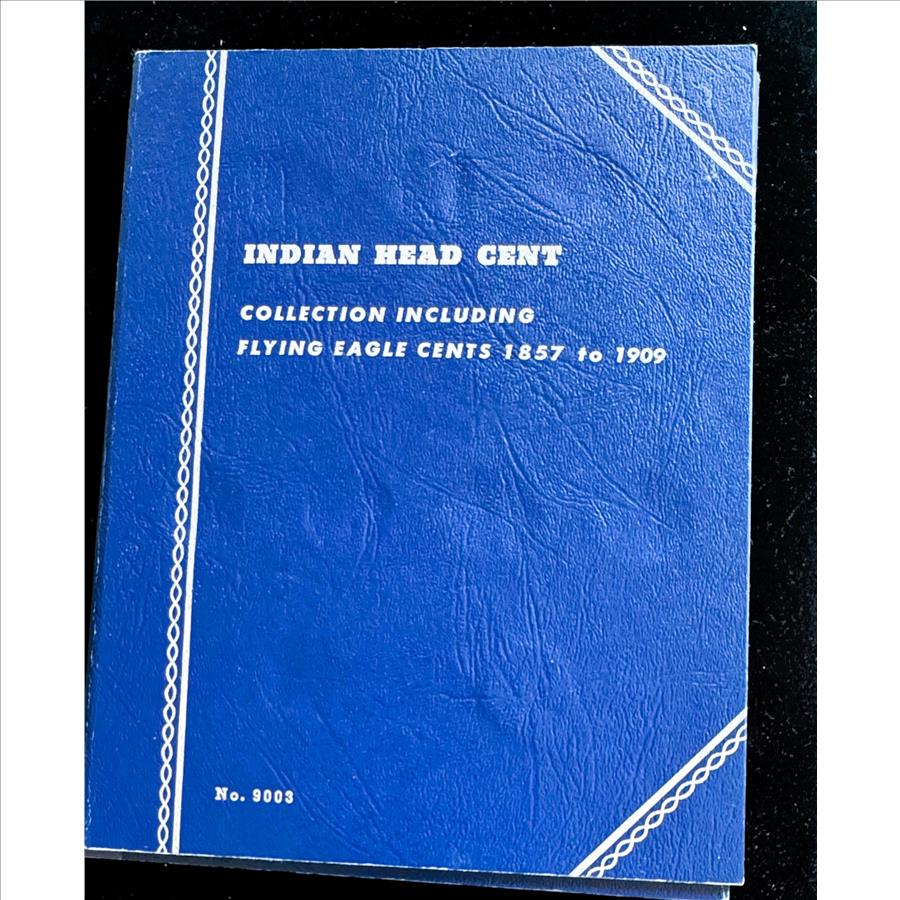 INDIAN HEAD CENT
COLLECTION INCLUDING
FLYING EAGLE CENTS 1857 to 1909
No. 9003